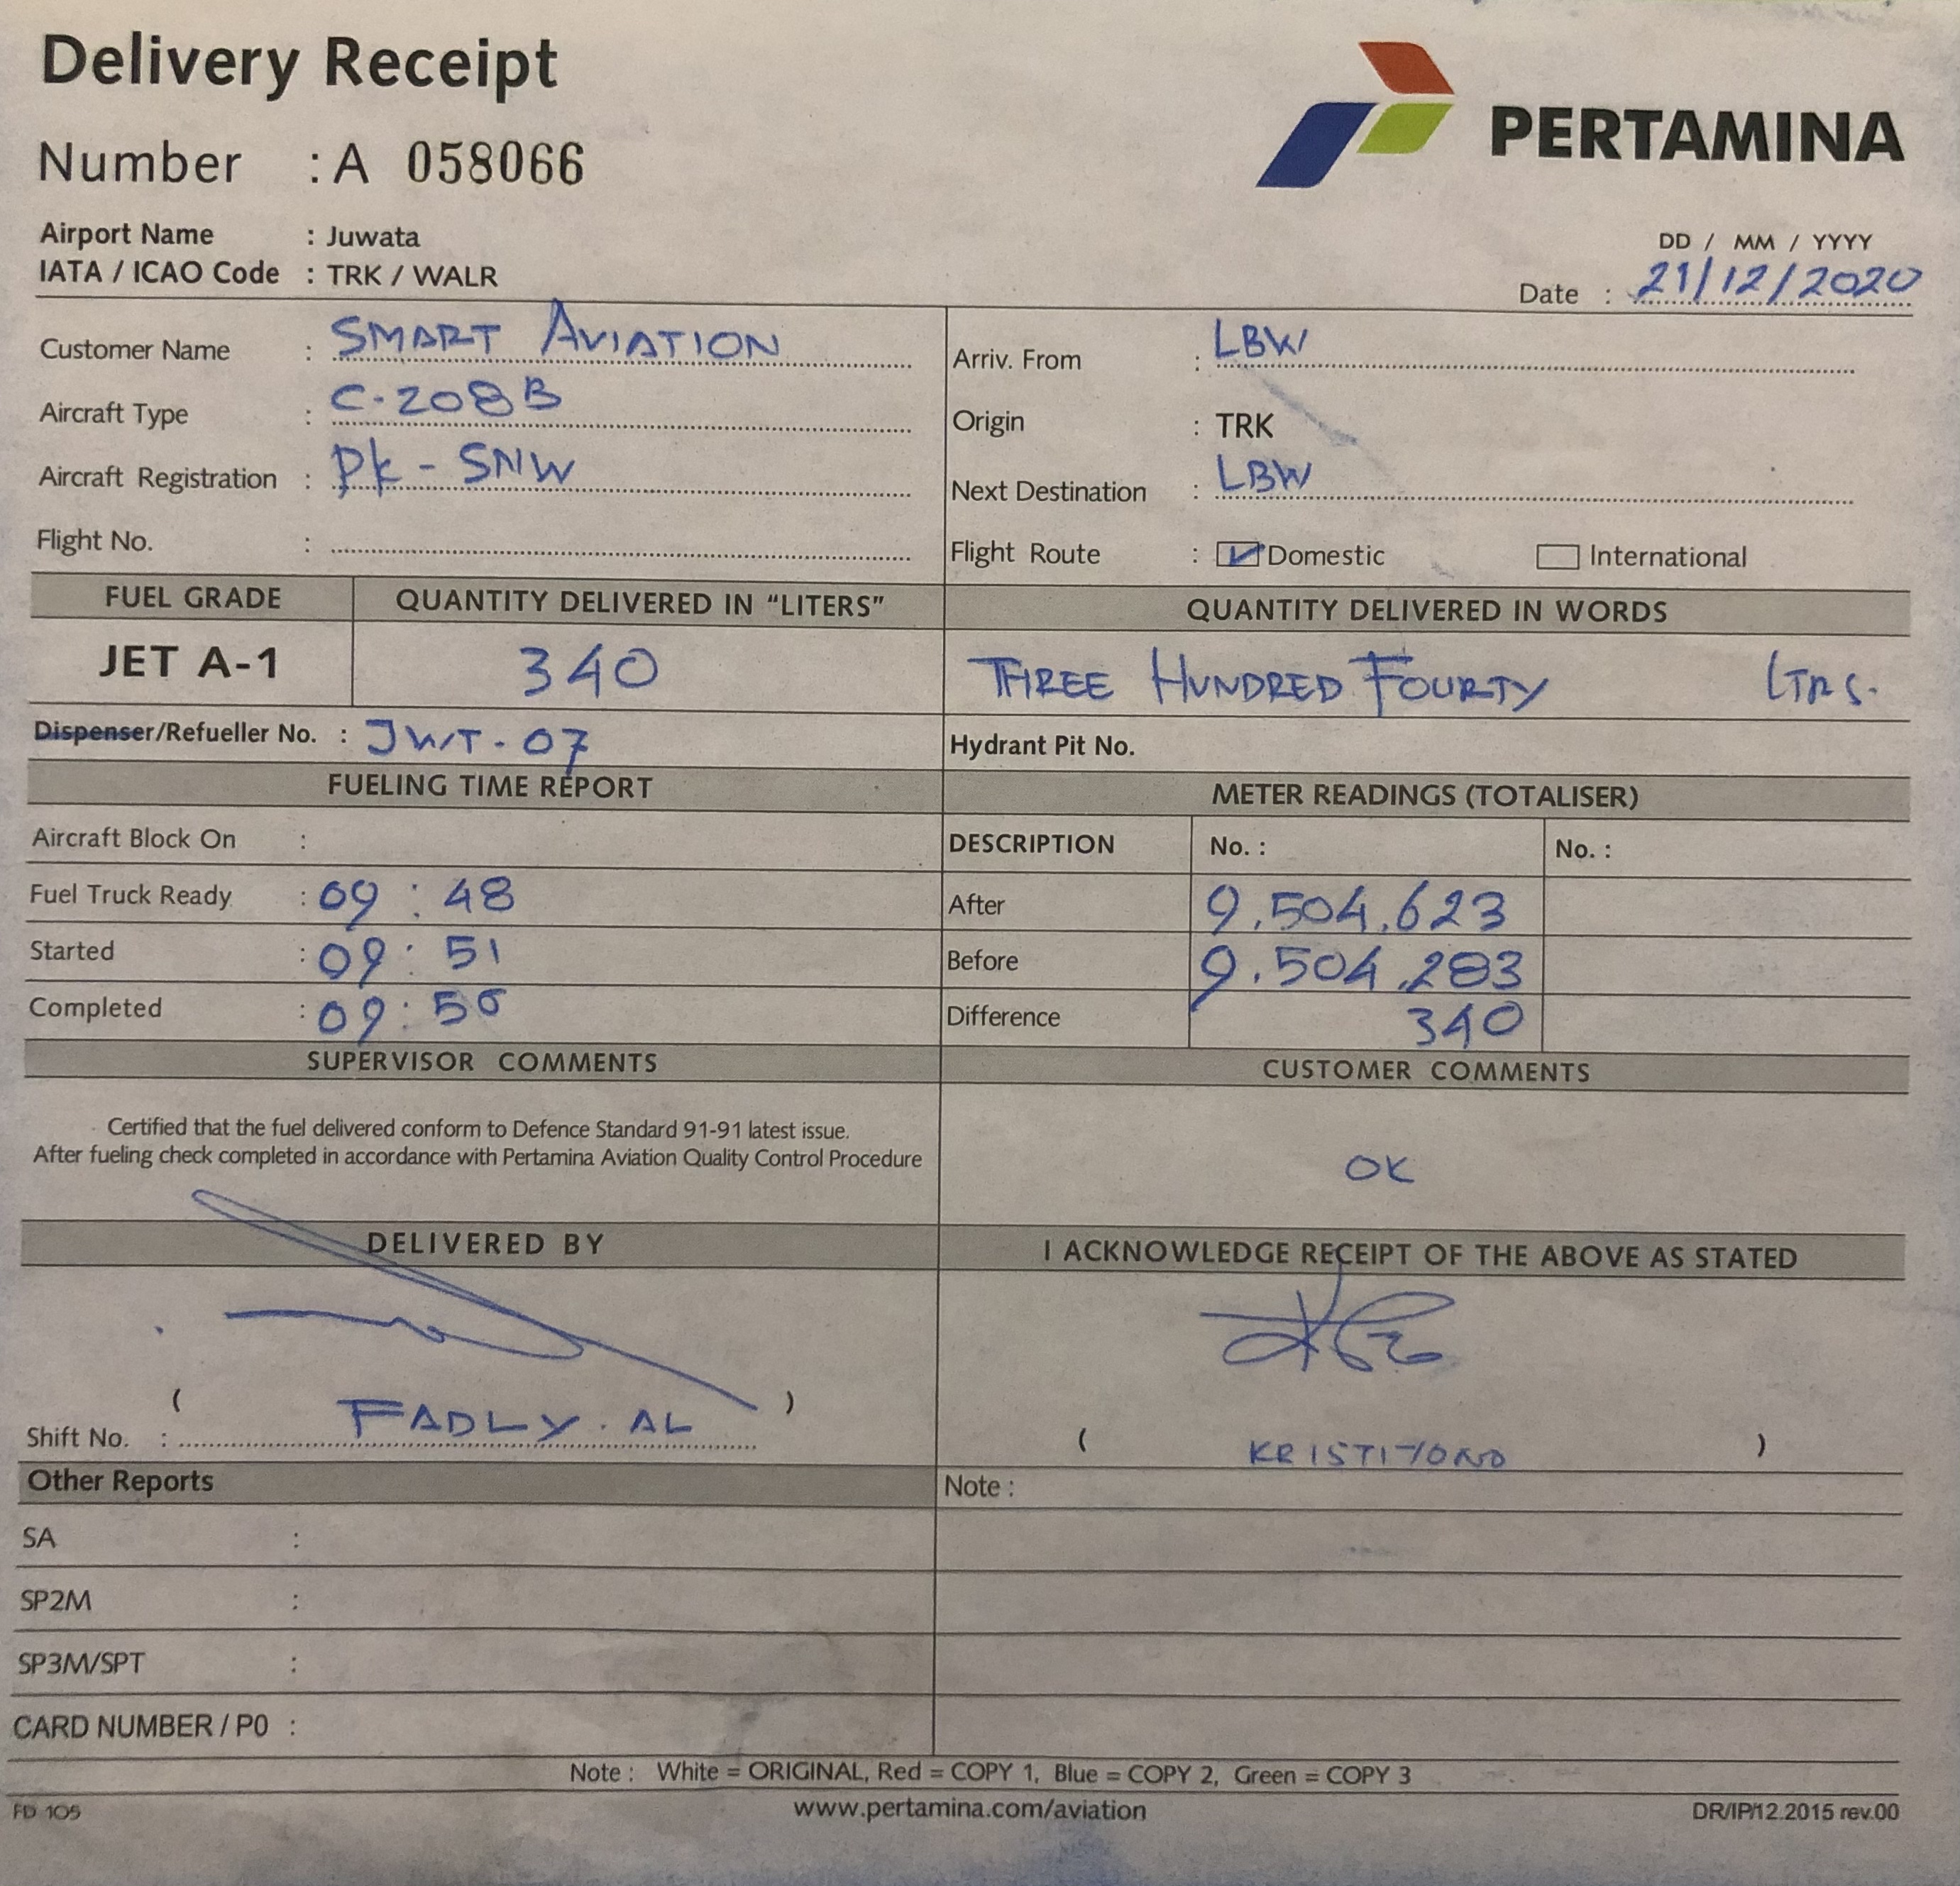 Delivery Receipt
PERTAMINA
Number : A 058066
Airport Name : Juwata
IATA / ICAO Code : TRK / WALR
DD / MM / YYYY
Date : 21/12/2020
Customer Name : SMART AVIATION
Arriv. From : LBW
Aircraft Type : C-208B
Origin : TRK
Aircraft Registration : PK - SNW
Next Destination : LBW
Flight No. :
Flight Route : Domestic International
FUEL GRADE QUANTITY DELIVERED IN "LITERS" QUANTITY DELIVERED IN WORDS
JET A-1 340 THREE HUNDRED FOURTY LTRS.
Dispenser/Refueller No. : JWT-07 Hydrant Pit No.
FUELING TIME REPORT METER READINGS (TOTALISER)
Aircraft Block On : DESCRIPTION No. : No. :
Fuel Truck Ready : 09 : 48 After 9.504.623
Started : 09 : 51 Before 9.504.283
Completed : 09 : Difference 340
SUPERVISOR COMMENTS CUSTOMER COMMENTS
Certified that the fuel delivered conform to Defence Standard 91-91 latest issue.
After fueling check completed in accordance with Pertamina Aviation Quality Control Procedure
OK
DELIVERED BY I ACKNOWLEDGE RECEIPT OF THE ABOVE AS STATED
( )
Shift No. : FADLY. AL
( KRISTIYONO )
Other Reports Note :
SA :
SP2M :
SP3M/SPT :
CARD NUMBER / P0 :
Note : White = ORIGINAL, Red = COPY 1, Blue = COPY 2, Green = COPY 3
FD 105 www.pertamina.com/aviation DR/IP/12.2015 rev.00